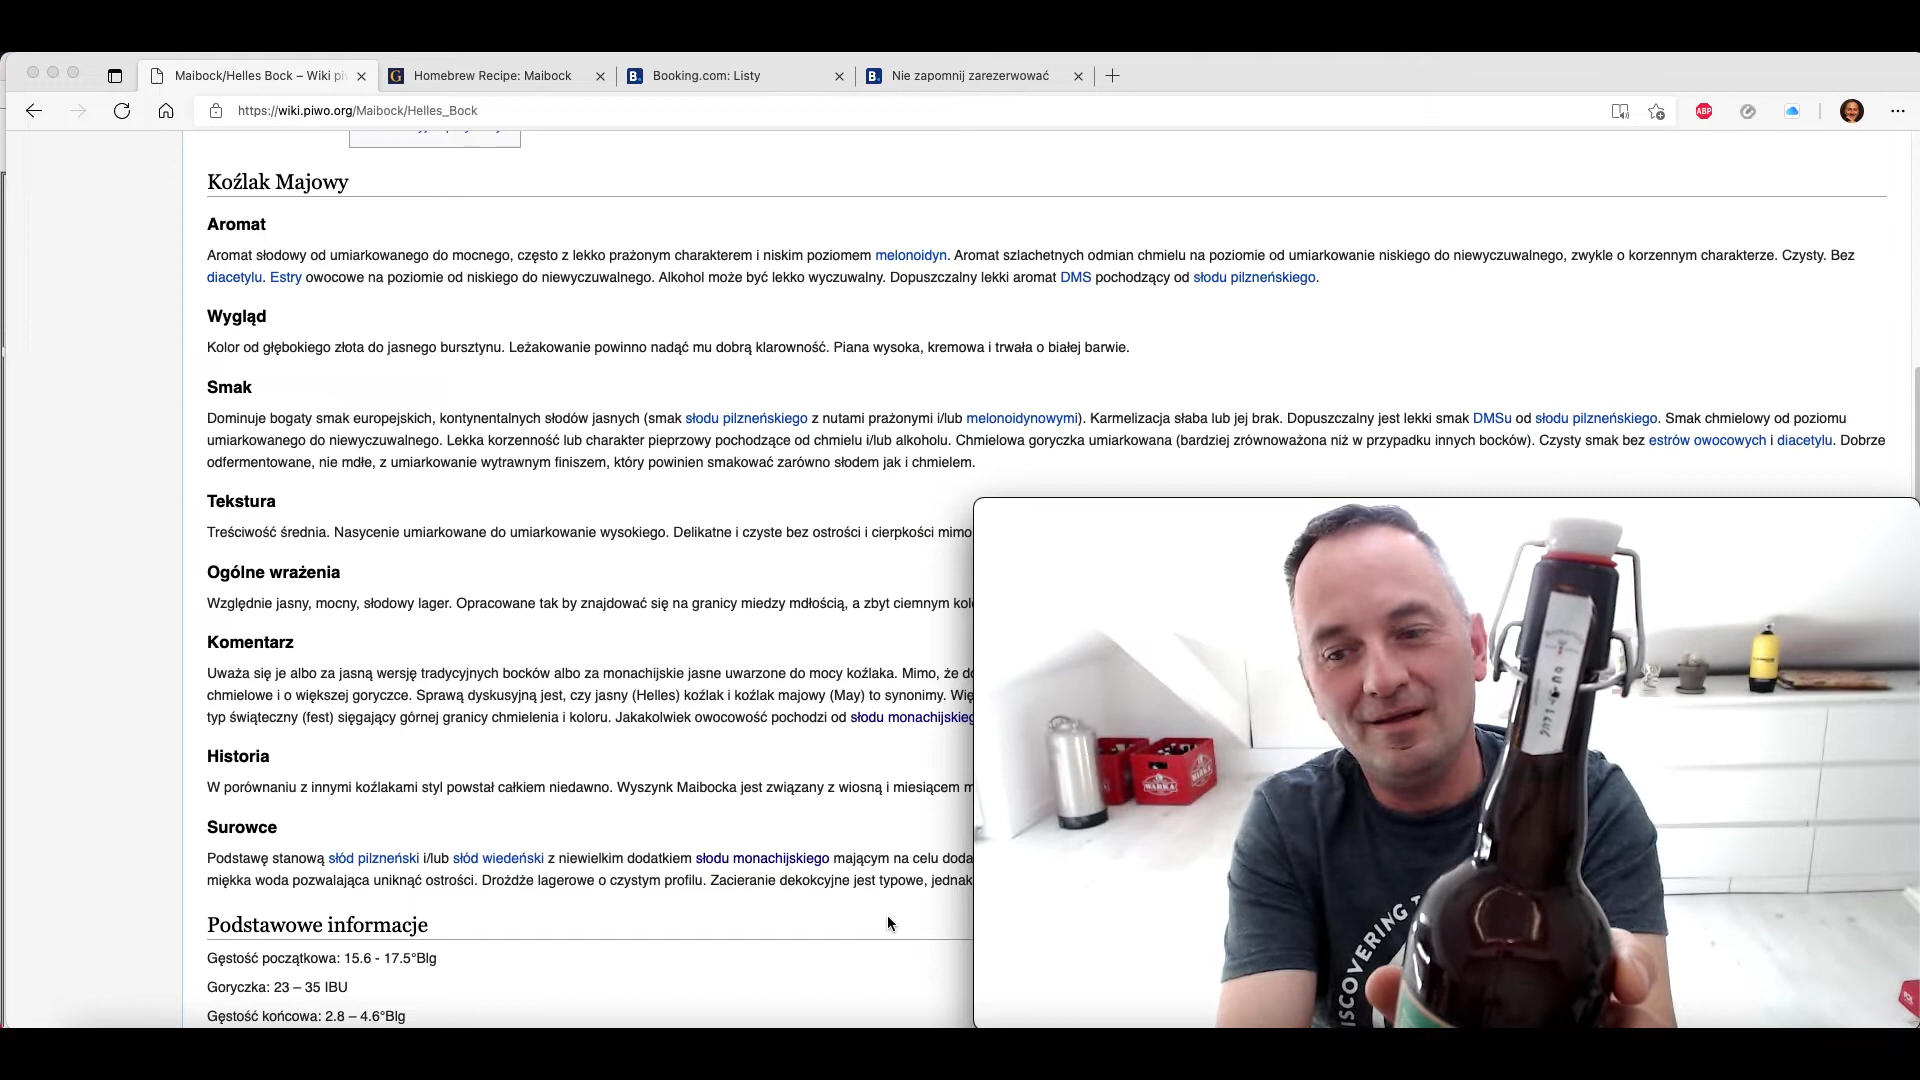 Maibock/Helles Bock – Wiki pi
Homebrew Recipe: Maibock
Booking.com: Listy
Nie zapomnij zarezerwować
https://wiki.piwo.org/Maibock/Helles_Bock
ABP
Koźlak Majowy
Aromat
Aromat słodowy od umiarkowanego do mocnego, często z lekko prażonym charakterem i niskim poziomem melonoidyn. Aromat szlachetnych odmian chmielu na poziomie od umiarkowanie niskiego do niewyczuwalnego, zwykle o korzennym charakterze. Czysty. Bez
diacetylu. Estry owocowe na poziomie od niskiego do niewyczuwalnego. Alkohol może być lekko wyczuwalny. Dopuszczalny lekki aromat DMS pochodzący od słodu pilzneńskiego.
Wygląd
Kolor od głębokiego złota do jasnego bursztynu. Leżakowanie powinno nadąć mu dobrą klarowność. Piana wysoka, kremowa i trwała o białej barwie.
Smak
Dominuje bogaty smak europejskich, kontynentalnych słodów jasnych (smak słodu pilzneńskiego z nutami prażonymi i/lub melonoidynowymi). Karmelizacja słaba lub jej brak. Dopuszczalny jest lekki smak DMSu od słodu pilzneńskiego. Smak chmielowy od poziomu
umiarkowanego do niewyczuwalnego. Lekka korzenność lub charakter pieprzowy pochodzące od chmielu i/lub alkoholu. Chmielowa goryczka umiarkowana (bardziej zrównoważona niż w przypadku innych bocków). Czysty smak bez estrów owocowych i diacetylu. Dobrze
odfermentowane, nie mdłe, z umiarkowanie wytrawnym finiszem, który powinien smakować zarówno słodem jak i chmielem.
Tekstura
Treściwość średnia. Nasycenie umiarkowane do umiarkowanie wysokiego. Delikatne i czyste bez ostrości i cierpkości mimo
Ogólne wrażenia
Względnie jasny, mocny, słodowy lager. Opracowane tak by znajdować się na granicy miedzy mdłością, a zbyt ciemnym kol
Komentarz
Uważa się je albo za jasną wersję tradycyjnych bocków albo za monachijskie jasne uwarzone do mocy koźlaka. Mimo, że do
chmielowe i o większej goryczce. Sprawą dyskusyjną jest, czy jasny (Helles) koźlak i koźlak majowy (May) to synonimy. Wię
typ świąteczny (fest) sięgający górnej granicy chmielenia i koloru. Jakakolwiek owocowość pochodzi od słodu monachijskieg
Historia
W porównaniu z innymi koźlakami styl powstał całkiem niedawno. Wyszynk Maibocka jest związany z wiosną i miesiącem m
Surowce
Podstawę stanową słód pilzneński i/lub słód wiedeński z niewielkim dodatkiem słodu monachijskiego mającym na celu doda
miękka woda pozwalająca uniknąć ostrości. Drożdże lagerowe o czystym profilu. Zacieranie dekokcyjne jest typowe, jednak
Podstawowe informacje
Gęstość początkowa: 15.6 - 17.5°Blg
Goryczka: 23 – 35 IBU
Gęstość końcowa: 2.8 – 4.6°Blg
WARKA
ISCOVERING